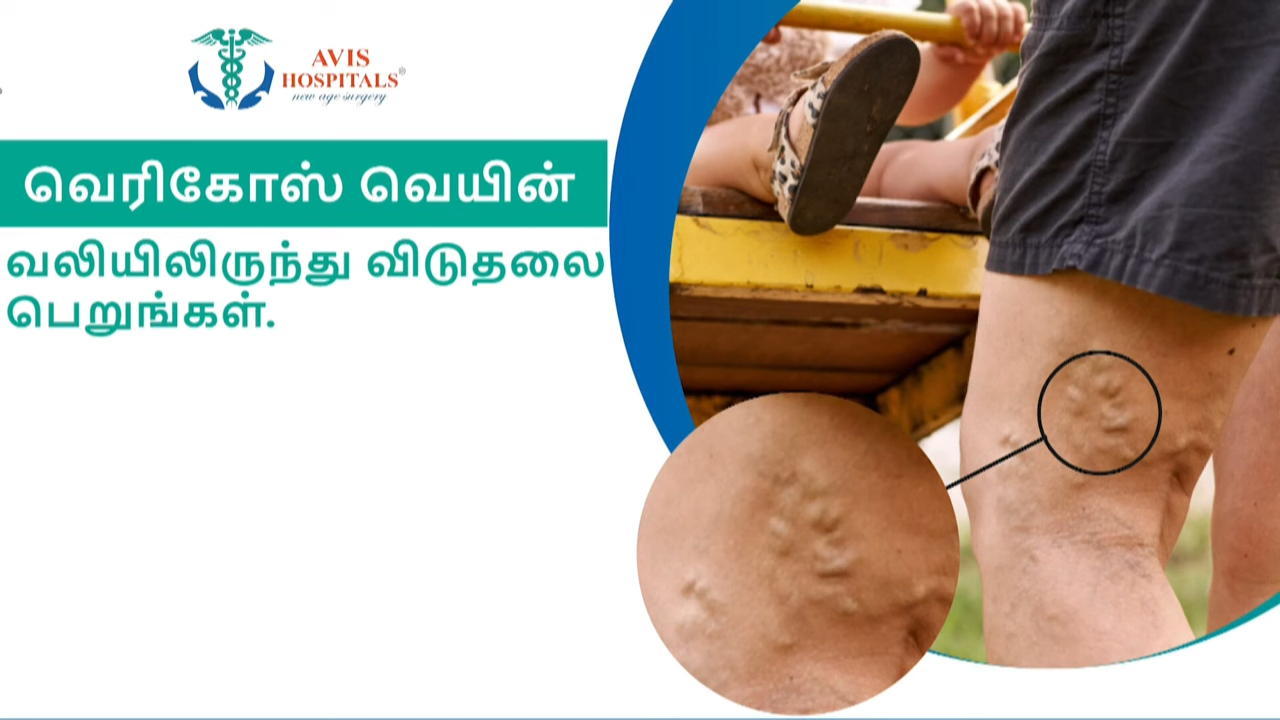 AVIS
HOSPITALS®
new age surgery
வெரிகோஸ் வெயின்
வலியிலிருந்து விடுதலை
பெறுங்கள்.